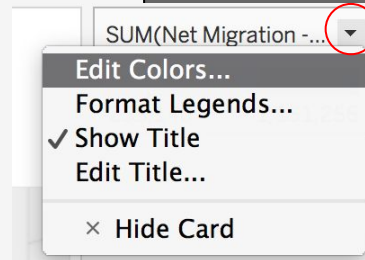 SUM(Net Migration -...
Edit Colors...
Format Legends...
✓ Show Title
Edit Title...
× Hide Card